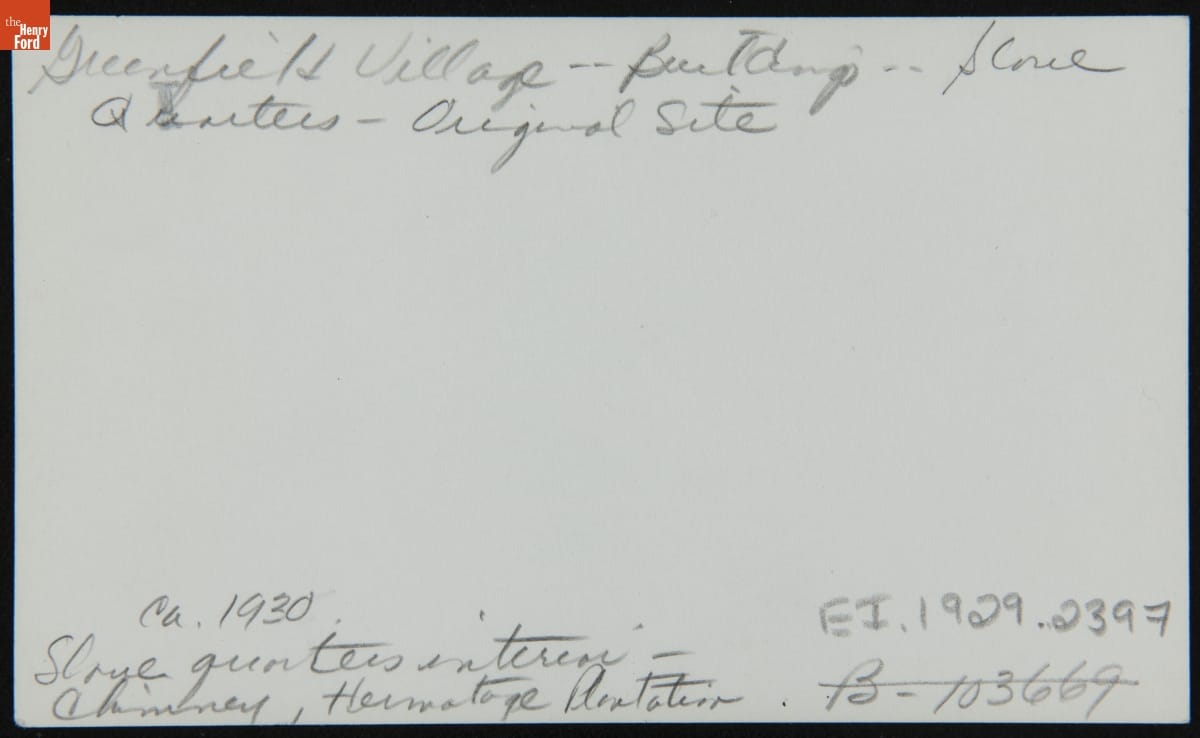 the
Henry
Ford
Greenfield Village -- Buildings -- Slave
Quarters - Original Site
Ca. 1930.
EI.1929.2397
Slave quarters interior -
Chimney, Hermitage Plantation.
B-103669